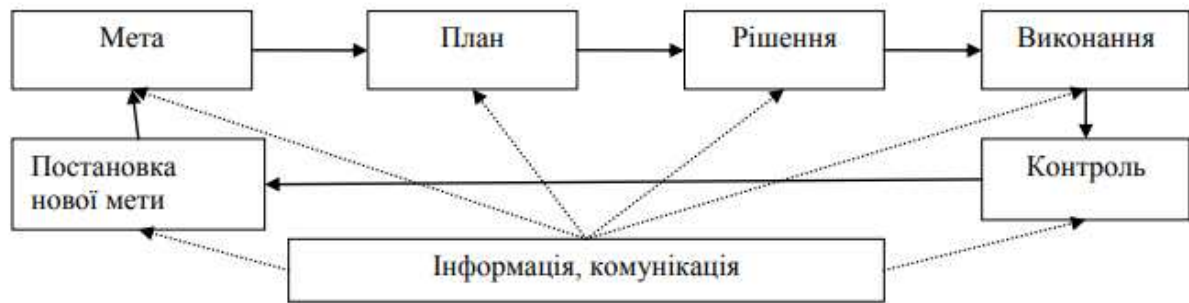 Мета
План
Рішення
Виконання
Постановка
нової мети
Контроль
Інформація, комунікація